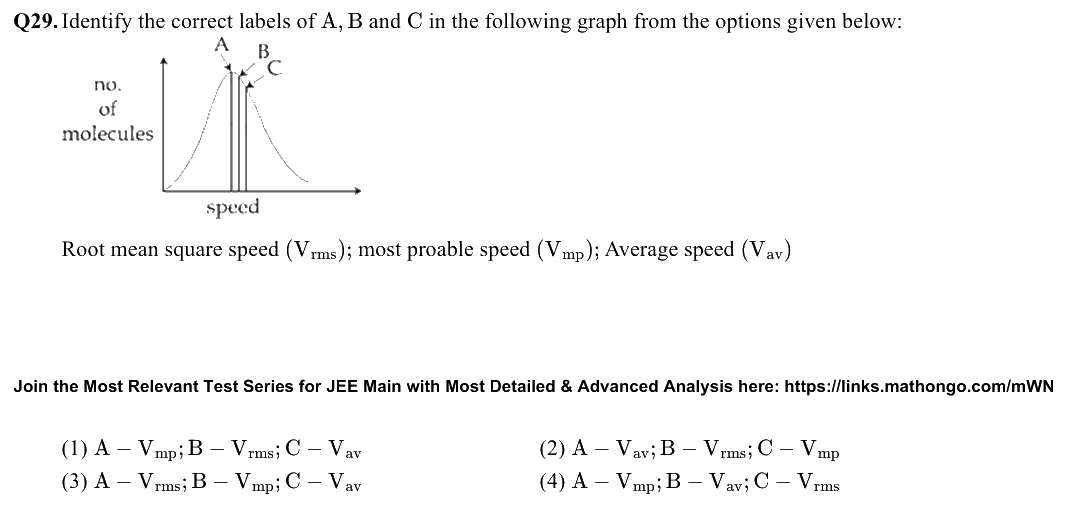 Q29. Identify the correct labels of A, B and C in the following graph from the options given below:
A
B
C
no.
of
molecules
speed
Root mean square speed (Vrms); most proable speed (Vmp); Average speed (Vav)
Join the Most Relevant Test Series for JEE Main with Most Detailed & Advanced Analysis here: https://links.mathongo.com/mWN
(1) A – Vmp; B – Vrms; C – Vav
(2) A – Vav; B – Vrms; C – Vmp
(3) A – Vrms; B – Vmp; C – Vav
(4) A – Vmp; B – Vav; C – Vrms